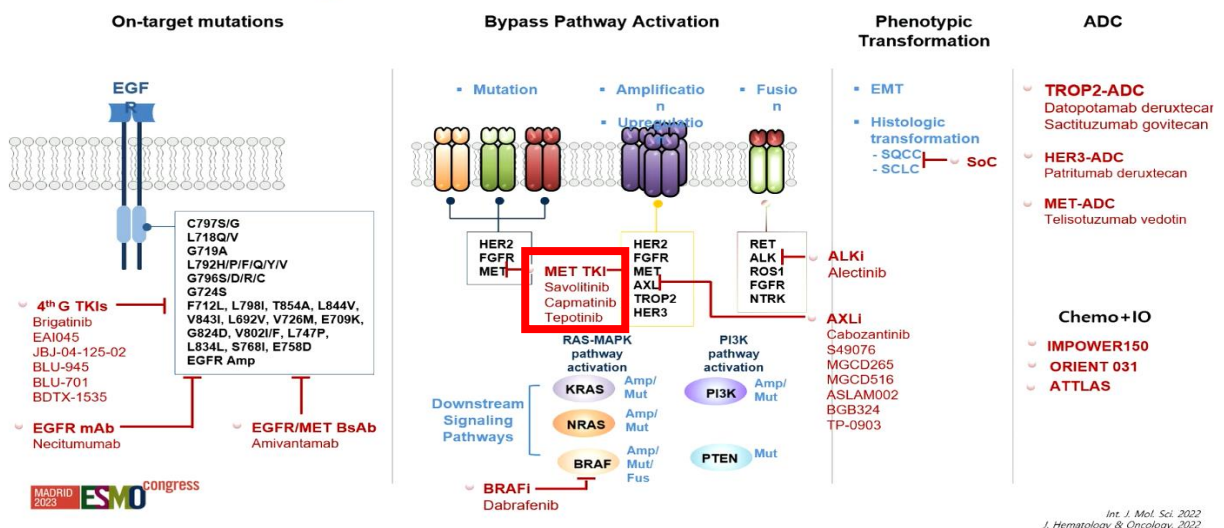 On-target mutations
EGF
R
C797S/G
L718Q/V
G719A
L792H/P/F/Q/Y/V
G796S/D/R/C
G724S
F712L, L798I, T854A, L844V,
V843I, L692V, V726M, E709K,
G824D, V802I/F, L747P,
L834L, S768I, E758D
EGFR Amp
4th G TKIs
Brigatinib
EAI045
JBJ-04-125-02
BLU-945
BLU-701
BDTX-1535
EGFR mAb
Necitumumab
EGFR/MET BsAb
Amivantamab
Bypass Pathway Activation
Mutation
Amplificatio
n
Upregulatio
n
Fusio
n
HER2
FGFR
MET
MET TKI
Savolitinib
Capmatinib
Tepotinib
HER2
FGFR
MET
AXL
TROP2
HER3
RET
ALK
ROS1
FGFR
NTRK
ALKi
Alectinib
AXLi
Cabozantinib
S49076
MGCD265
MGCD516
ASLAM002
BGB324
TP-0903
RAS-MAPK
pathway
activation
PI3K
pathway
activation
Downstream
Signaling
Pathways
KRAS
Amp/
Mut
NRAS
Amp/
Mut
BRAF
Amp/
Mut/
Fus
PI3K
Amp/
Mut
PTEN
Mut
BRAFi
Dabrafenib
Phenotypic
Transformation
EMT
Histologic
transformation
- SQCC
- SCLC
SoC
ADC
TROP2-ADC
Datopotamab deruxtecan
Sactituzumab govitecan
HER3-ADC
Patritumab deruxtecan
MET-ADC
Telisotuzumab vedotin
Chemo+IO
IMPOWER150
ORIENT 031
ATTLAS
MADRID
2023
ESMO congress
Int. J. Mol. Sci. 2022
J. Hematology & Oncology. 2022